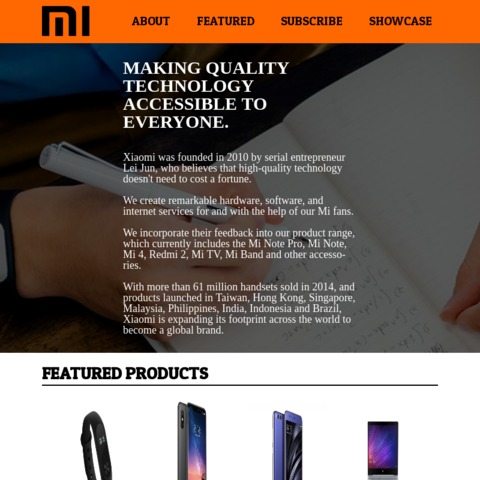 MI
ABOUT FEATURED SUBSCRIBE SHOWCASE
MAKING QUALITY
TECHNOLOGY
ACCESSIBLE TO
EVERYONE.
Xiaomi was founded in 2010 by serial entrepreneur
Lei Jun, who believes that high-quality technology
doesn't need to cost a fortune.
We create remarkable hardware, software, and
internet services for and with the help of our Mi fans.
We incorporate their feedback into our product range,
which currently includes the Mi Note Pro, Mi Note,
Mi 4, Redmi 2, Mi TV, Mi Band and other accesso-
ries.
With more than 61 million handsets sold in 2014, and
products launched in Taiwan, Hong Kong, Singapore,
Malaysia, Philippines, India, Indonesia and Brazil,
Xiaomi is expanding its footprint across the world to
become a global brand.
FEATURED PRODUCTS